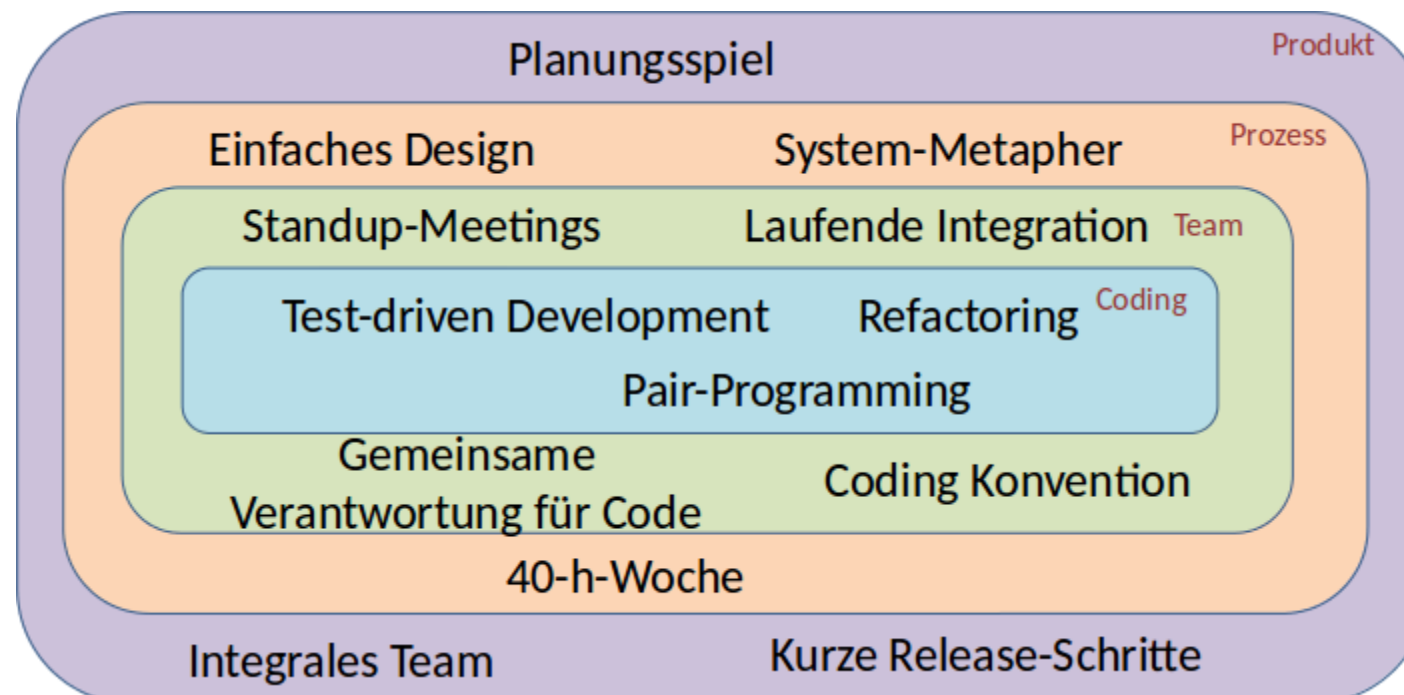 Planungsspiel
Produkt
Einfaches Design
System-Metapher
Prozess
Standup-Meetings
Laufende Integration
Team
Test-driven Development
Refactoring
Coding
Pair-Programming
Gemeinsame
Verantwortung für Code
Coding Konvention
40-h-Woche
Integrales Team
Kurze Release-Schritte